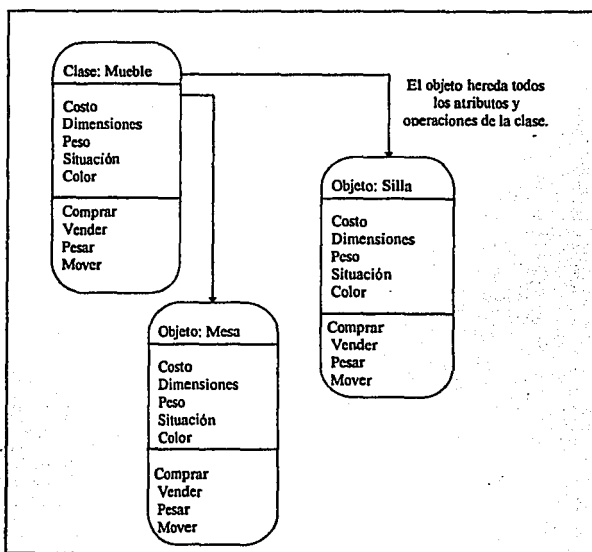 Clase: Mueble
Costo
Dimensiones
Peso
Situación
Color
Comprar
Vender
Pesar
Mover
El objeto hereda todos
los atributos y
operaciones de la clase.
Objeto: Silla
Costo
Dimensiones
Peso
Situación
Color
Comprar
Vender
Pesar
Mover
Objeto: Mesa
Costo
Dimensiones
Peso
Situación
Color
Comprar
Vender
Pesar
Mover